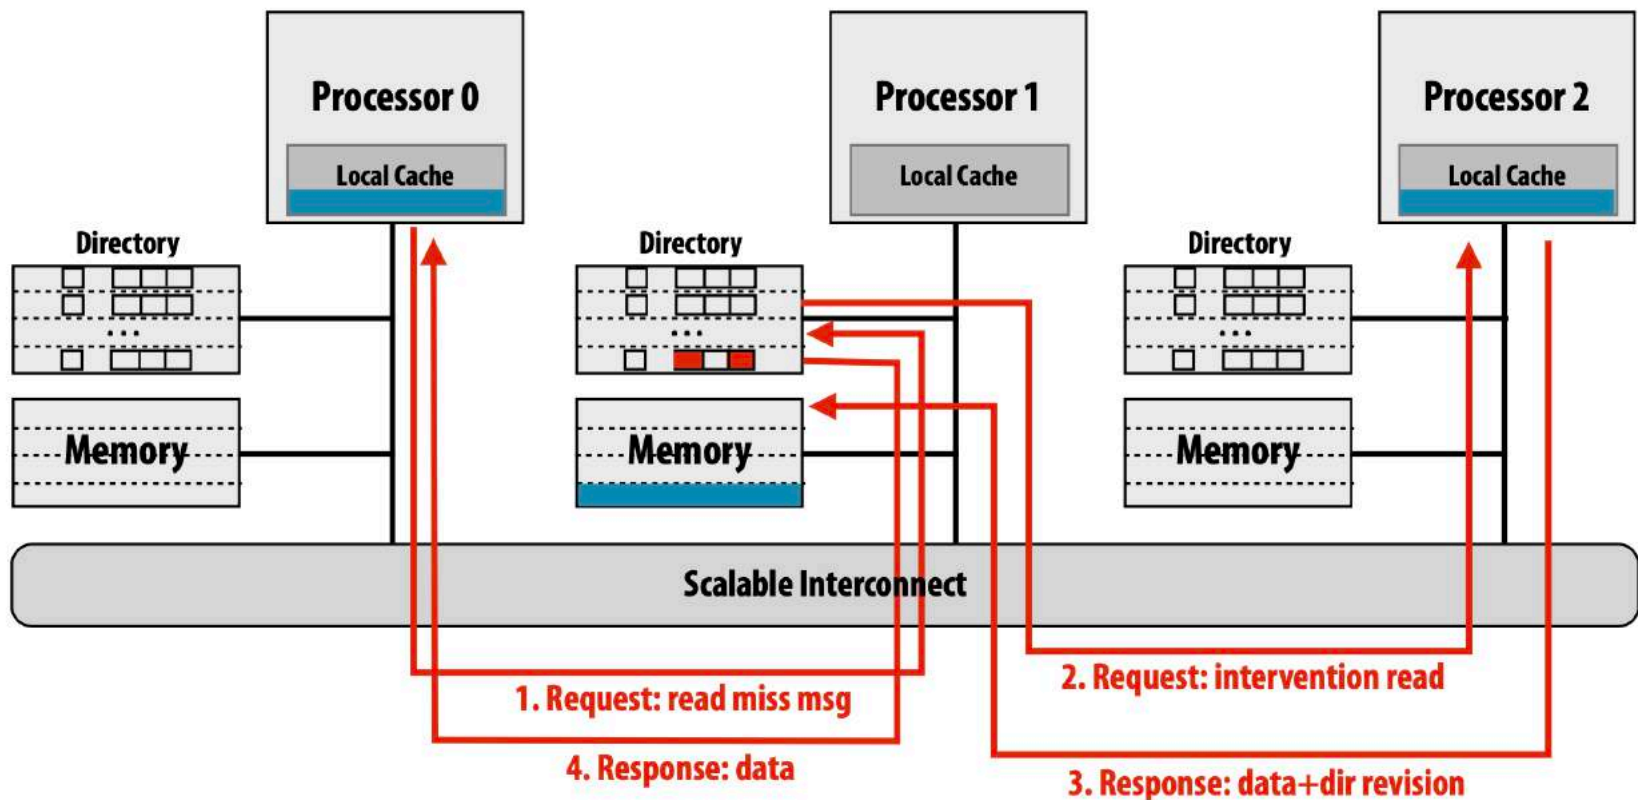 Processor 0
Processor 1
Processor 2
Local Cache
Local Cache
Local Cache
Directory
Directory
Directory
...
...
...
Memory
Memory
Memory
Scalable Interconnect
1. Request: read miss msg
2. Request: intervention read
4. Response: data
3. Response: data+dir revision